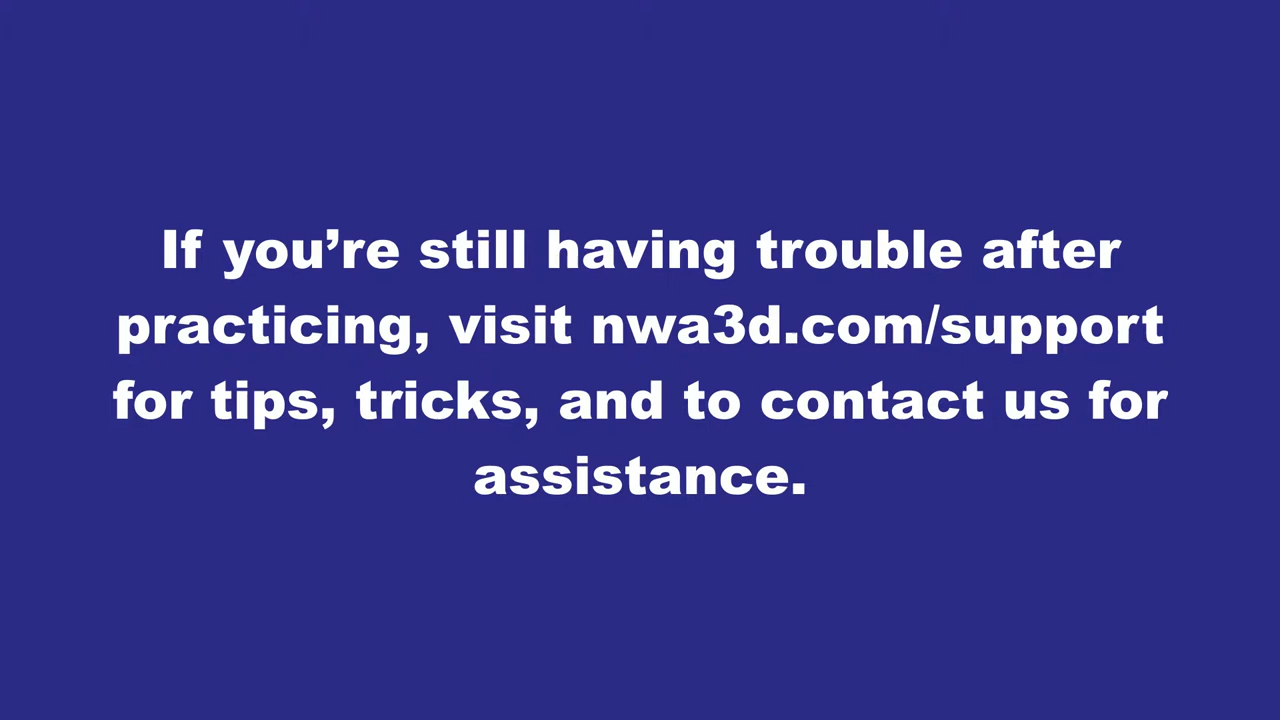 If you’re still having trouble after
practicing, visit nwa3d.com/support
for tips, tricks, and to contact us for
assistance.